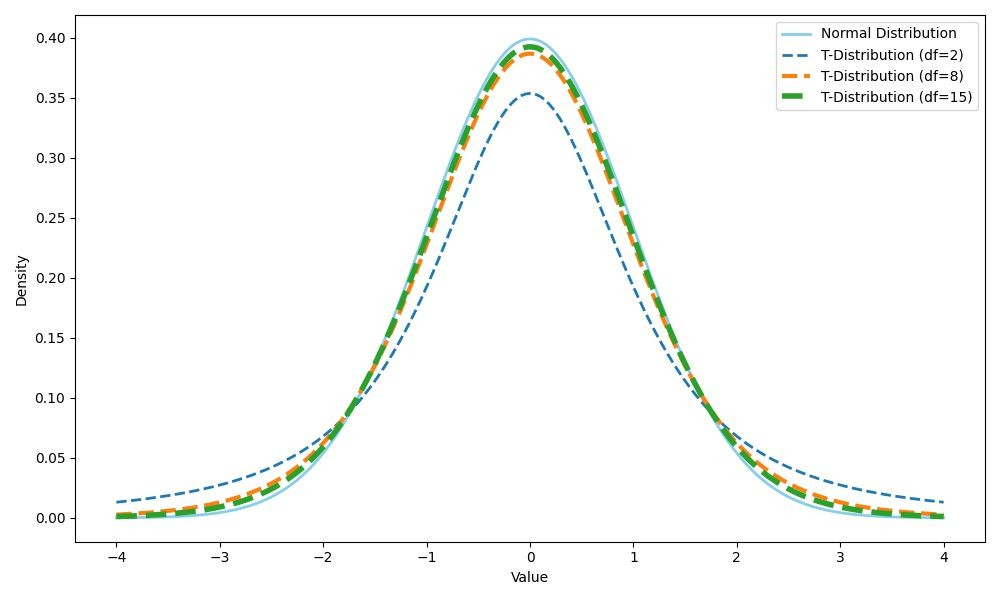 Normal Distribution
T-Distribution (df=2)
T-Distribution (df=8)
T-Distribution (df=15)
0.40
0.35
0.30
0.25
0.20
0.15
0.10
0.05
0.00
Density
−4 −3 −2 −1 0 1 2 3 4
Value